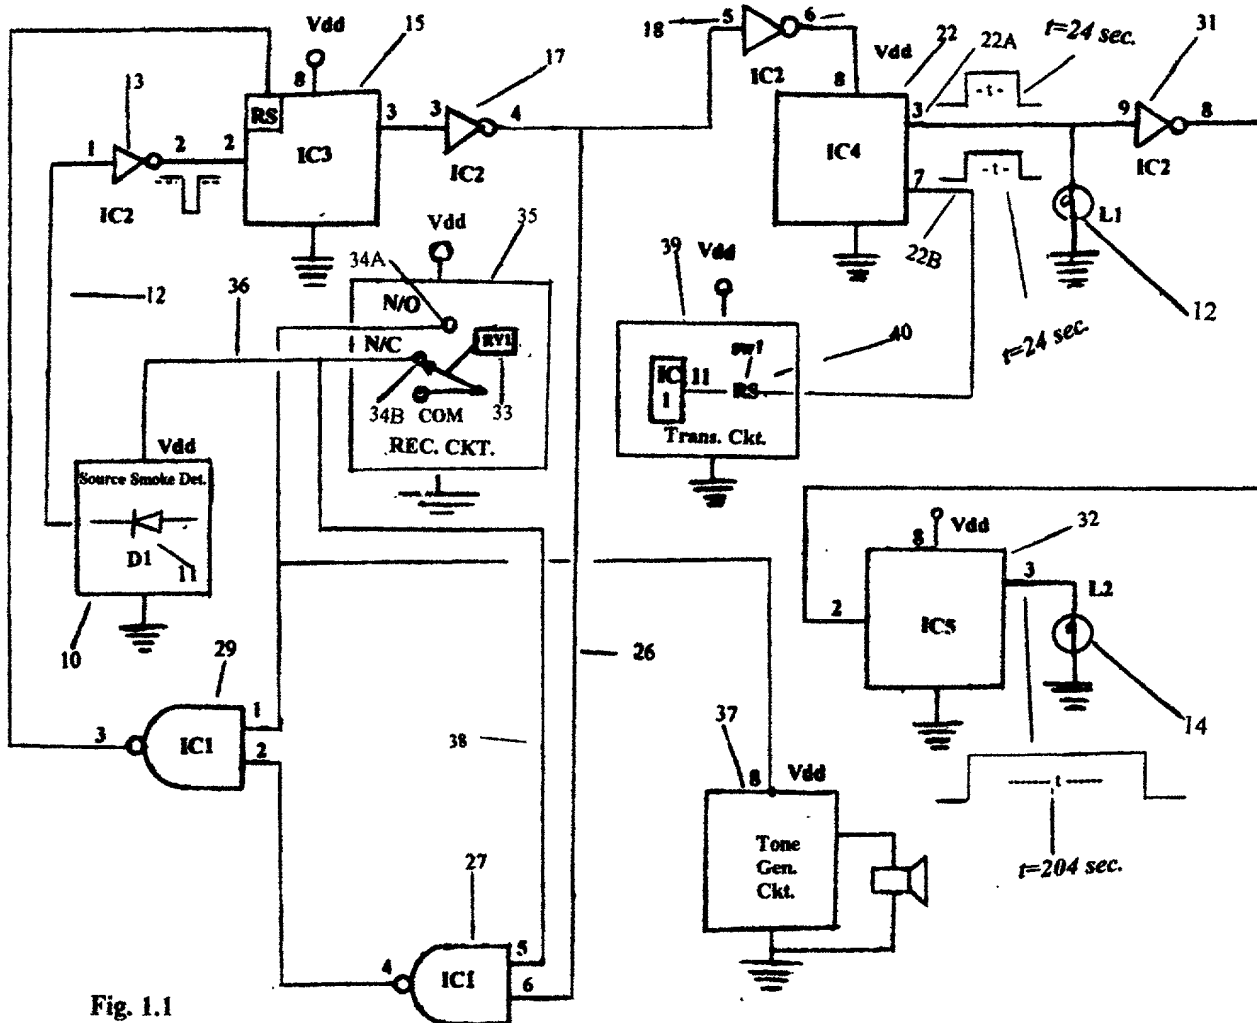 Vdd
15
17
18
5
6
IC2
Vdd
22
22A
t=24 sec.
31
13
8
RS
IC3
3
3
4
IC2
8
3
IC4
7
- t -
9
8
IC2
1
2
2
IC2
- t -
L1
22B
12
t=24 sec.
12
36
34A
Vdd
35
N/O
N/C
RY1
34B
COM
33
REC. CKT.
39
Vdd
40
sw1
IC
1
11
RS
Trans. Ckt.
Vdd
Source Smoke Det.
D1
11
10
8
Vdd
32
3
2
IC5
L2
14
29
1
2
3
IC1
26
38
37
8
Vdd
Tone
Gen.
Ckt.
t
t=204 sec.
27
4
IC1
5
6
Fig. 1.1